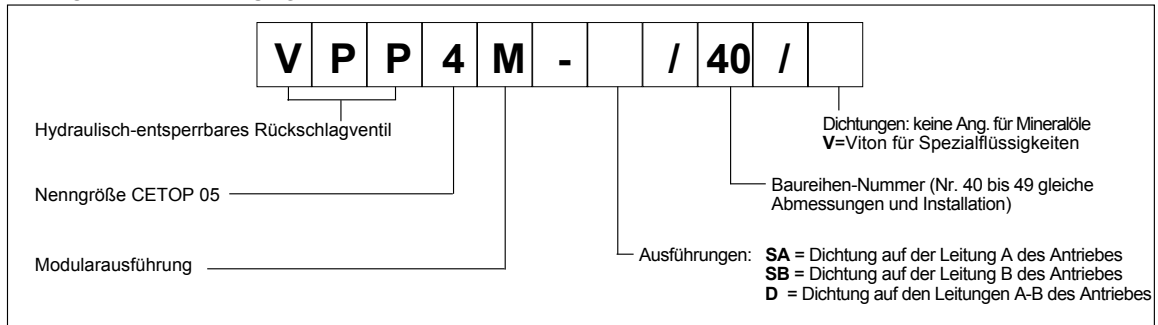 V P P 4 M - / 40 /
Hydraulisch-entsperrbares Rückschlagventil
Nenngröße CETOP 05
Modularausführung
Dichtungen: keine Ang. für Mineralöle
V=Viton für Spezialflüssigkeiten
Baureihen-Nummer (Nr. 40 bis 49 gleiche
Abmessungen und Installation)
Ausführungen: SA = Dichtung auf der Leitung A des Antriebes
SB = Dichtung auf der Leitung B des Antriebes
D = Dichtung auf den Leitungen A-B des Antriebes